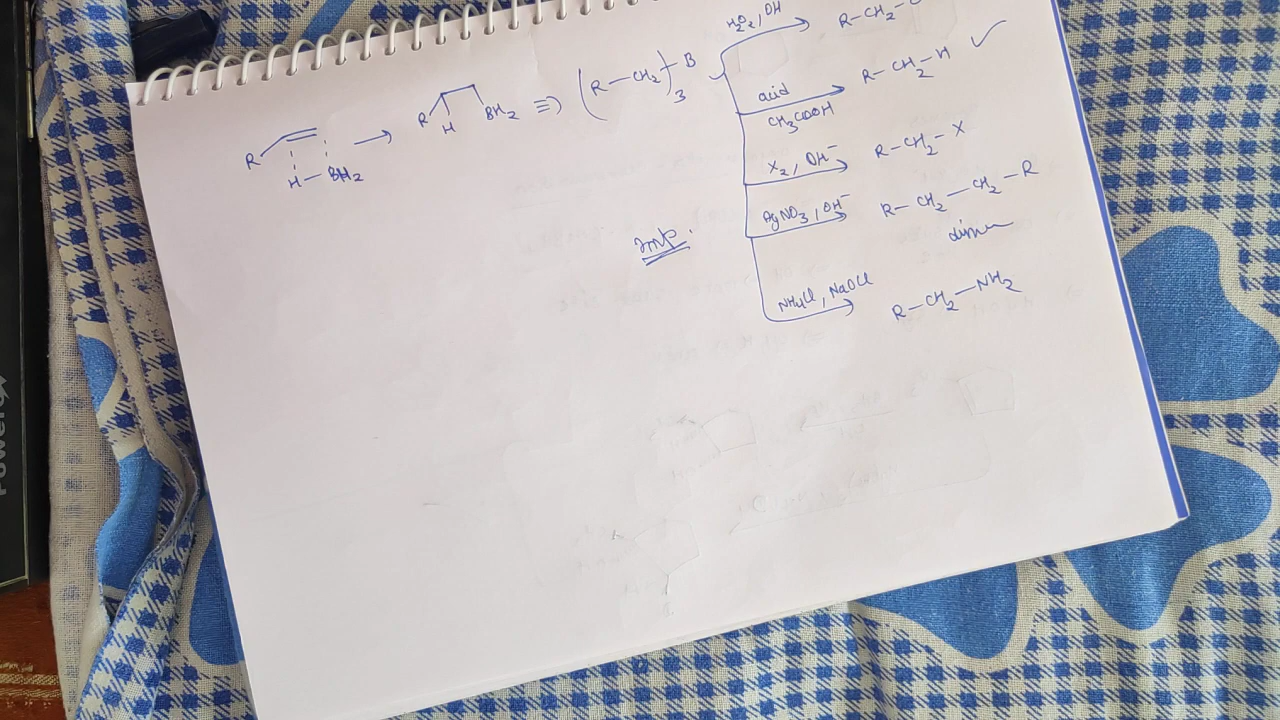 H₂O₂, OH⁻
R—CH₂—
R H BH₂ ≡) (R—CH₂)₃ B
acid
CH₃COOH
R—CH₂—H ✓
R H—BH₂
X₂, OH⁻
R—CH₂—X
AgNO₃, OH⁻
R—CH₂—CH₂—R
dimer
Imp.
NH₄Cl, NaOCl
R—CH₂—NH₂
Power